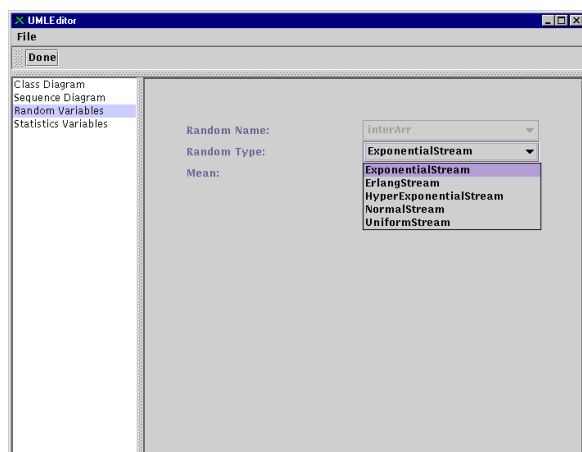 UMLEditor
File
Done
Class Diagram
Sequence Diagram
Random Variables
Statistics Variables
Random Name:
interArr
Random Type:
ExponentialStream
Mean:
ExponentialStream
ErlangStream
HyperExponentialStream
NormalStream
UniformStream